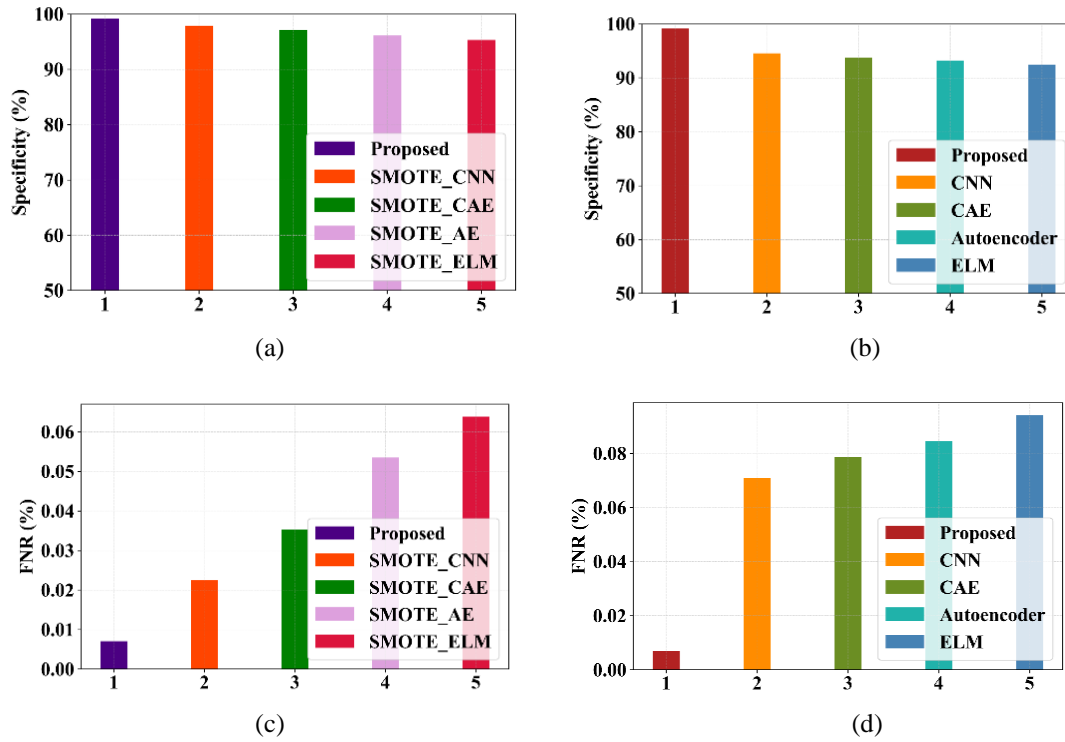 100
90
80
70
60
50
Specificity (%)
Proposed
SMOTE_CNN
SMOTE_CAE
SMOTE_AE
SMOTE_ELM
1 2 3 4 5
(a)
100
90
80
70
60
50
Specificity (%)
Proposed
CNN
CAE
Autoencoder
ELM
1 2 3 4 5
(b)
0.06
0.05
0.04
0.03
0.02
0.01
0.00
FNR (%)
Proposed
SMOTE_CNN
SMOTE_CAE
SMOTE_AE
SMOTE_ELM
1 2 3 4 5
(c)
0.08
0.06
0.04
0.02
0.00
FNR (%)
Proposed
CNN
CAE
Autoencoder
ELM
1 2 3 4 5
(d)